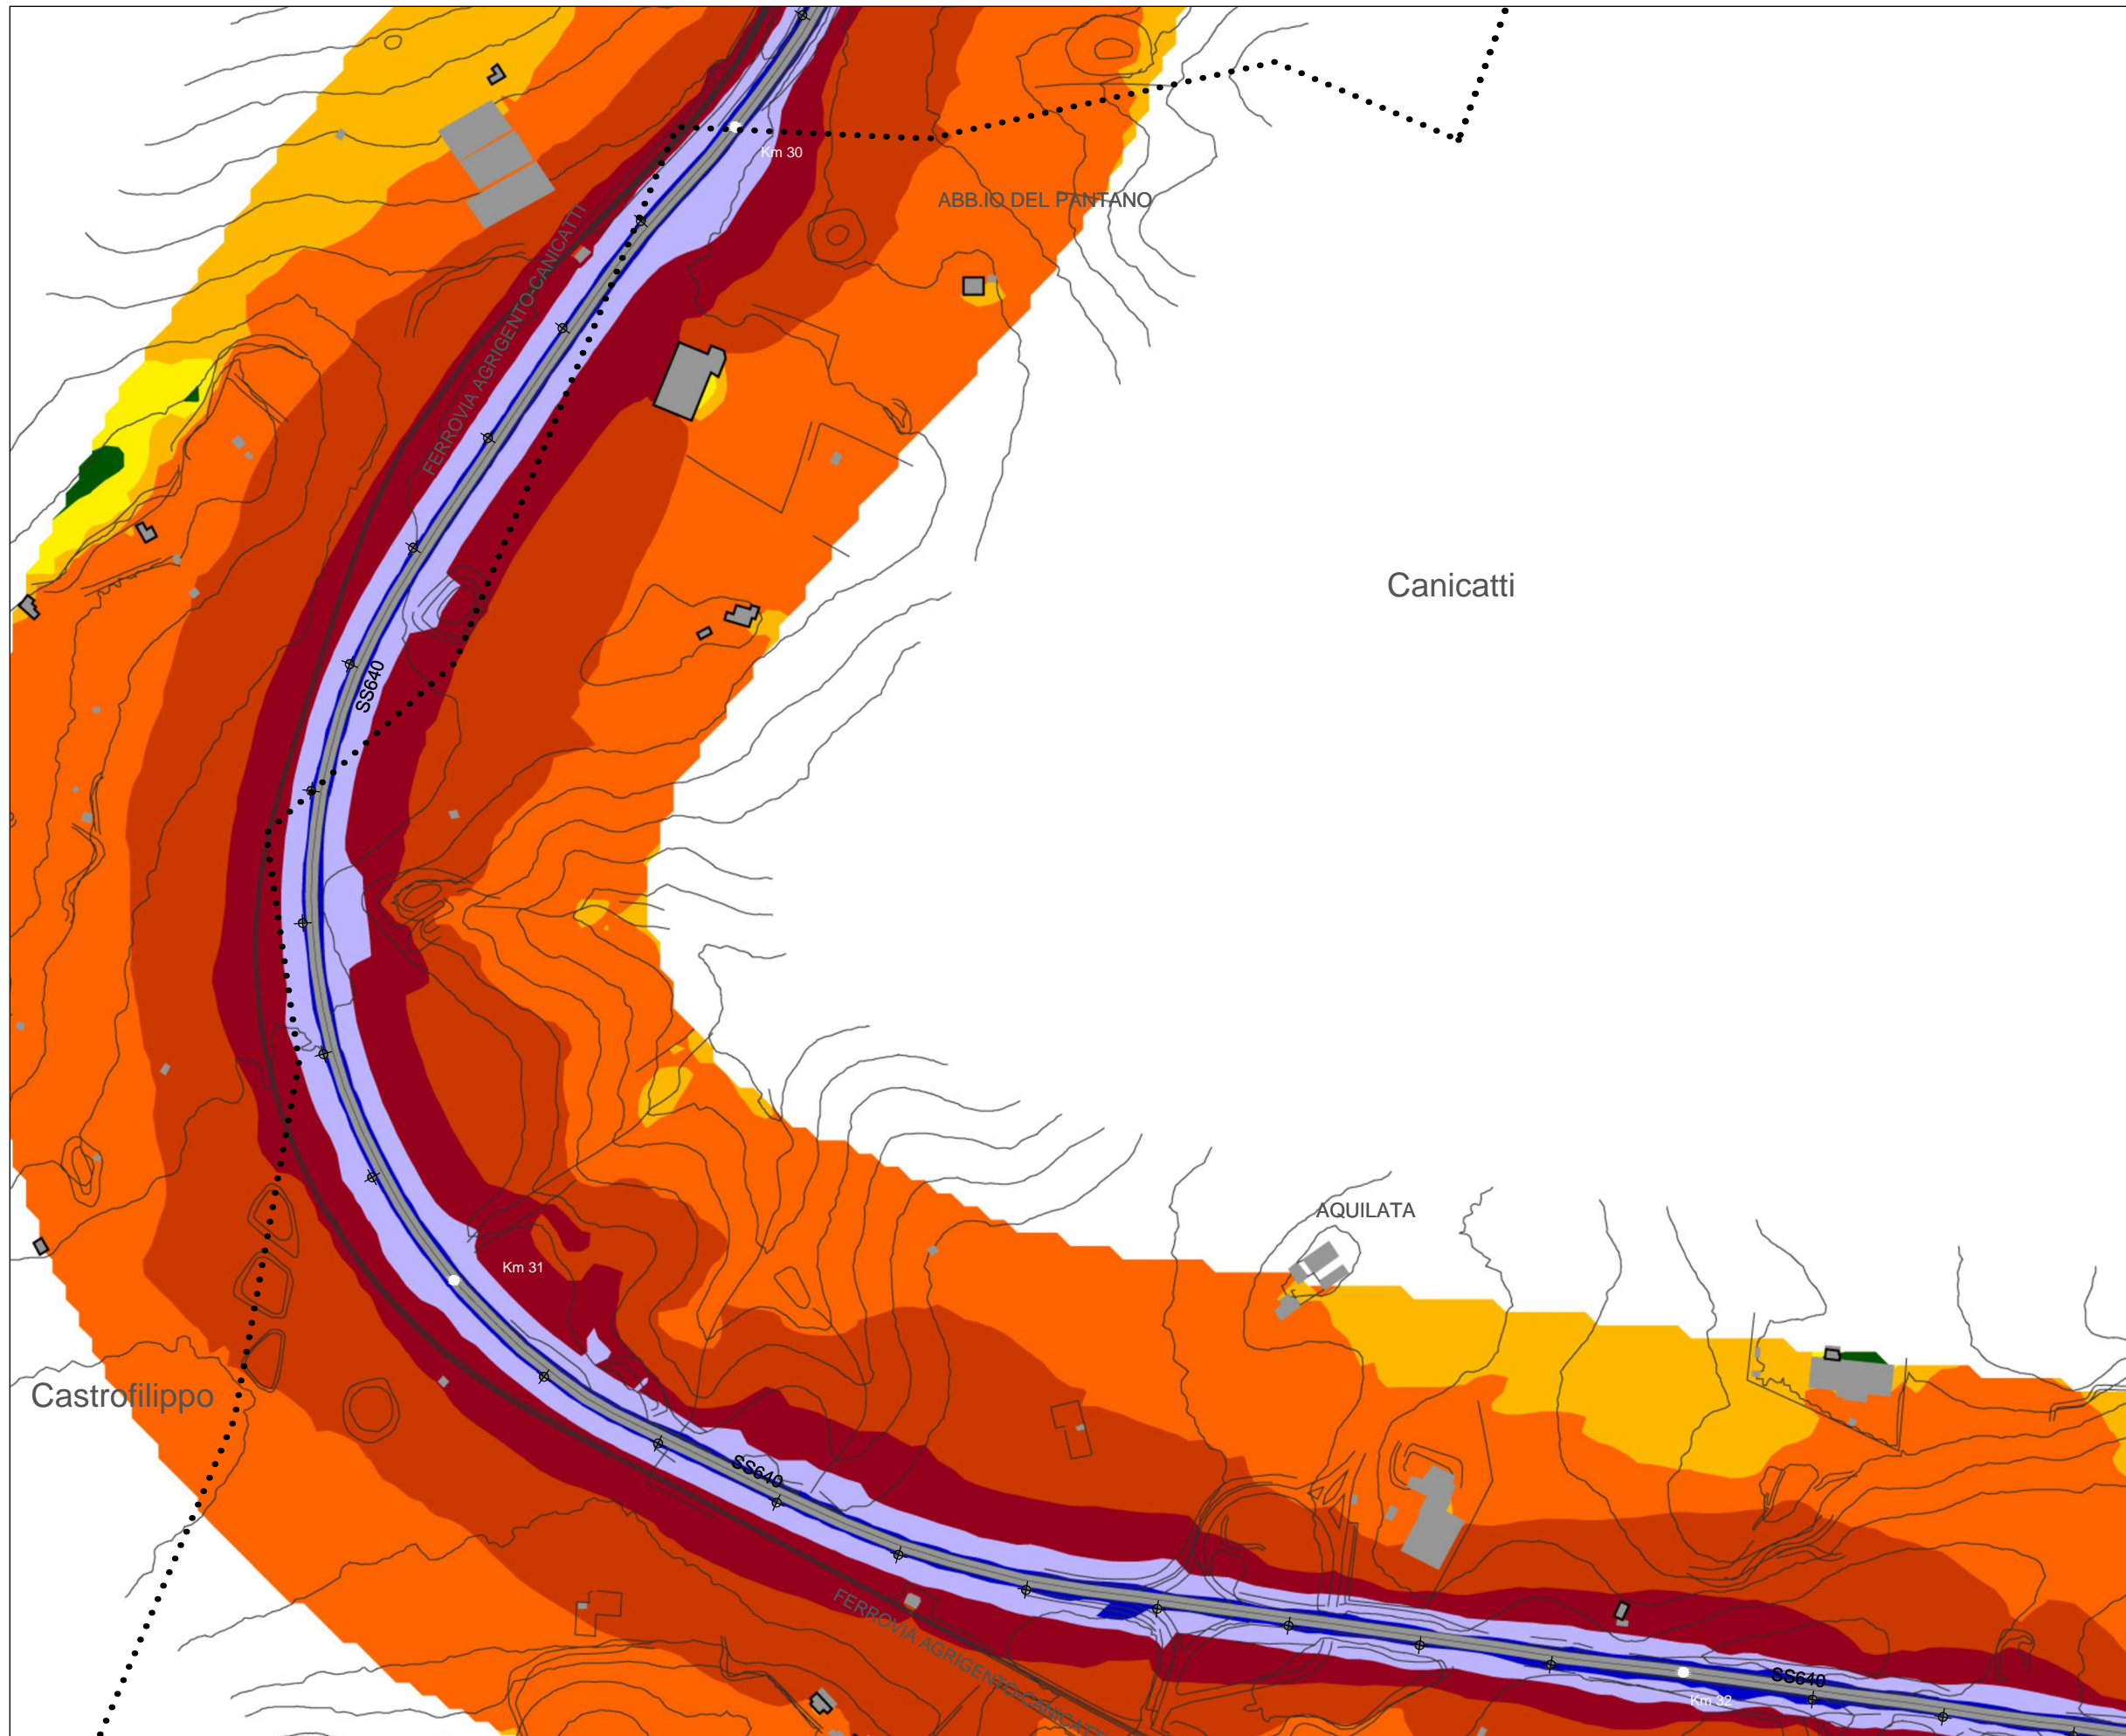 Km 30
ABB.IO DEL PANTANO
FERROVIA AGRIGENTO-CANICATTI
Canicatti
SS640
AQUILATA
Km 31
Castrofilippo
SS640
FERROVIA AGRIGENTO-CANICATTI
SS640
Km 32